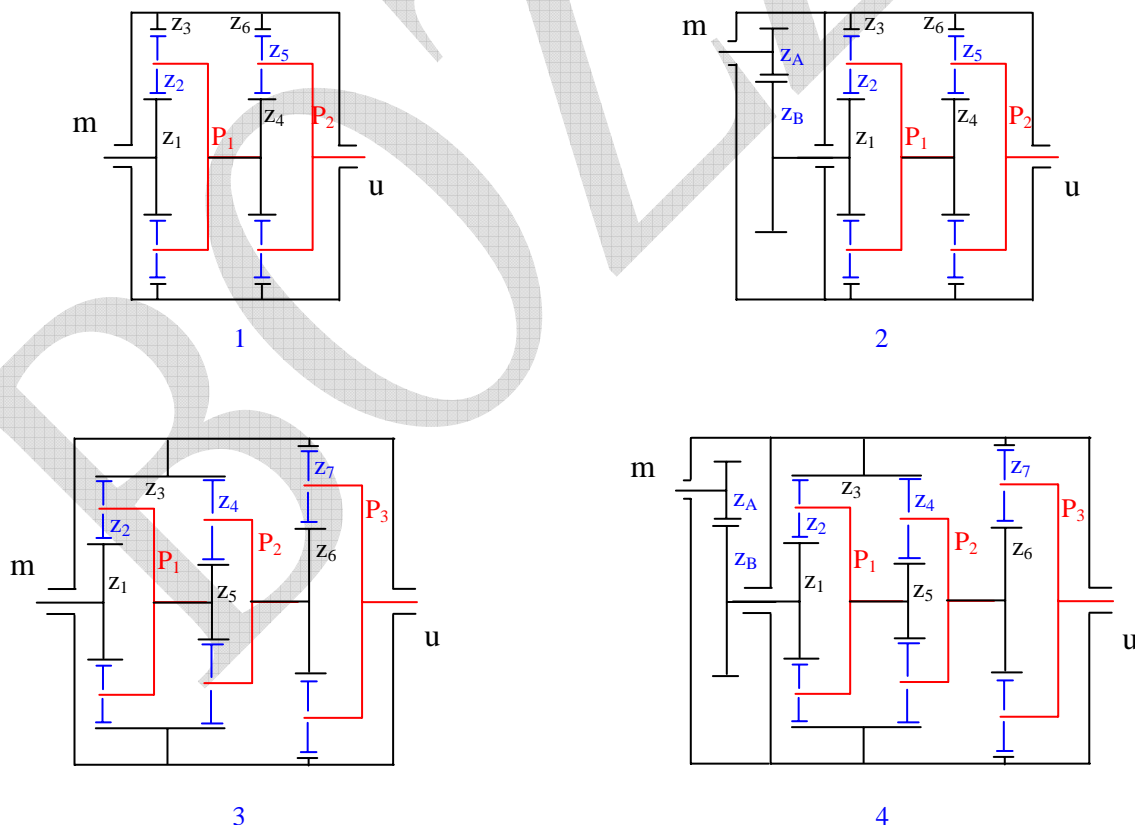 z3 z6
z5
z2
m z4 P2
z1 P1
u
1
m z3 z6
zA z5
z2
zB z4 P2
z1 P1
u
2
z7
z3 z4
z2 P3
P1 P2 z6
m z1 z5
u
3
m z7
zA z3 z4
z2 P3
zB P1 P2 z6
z1 z5
u
4
BOZ